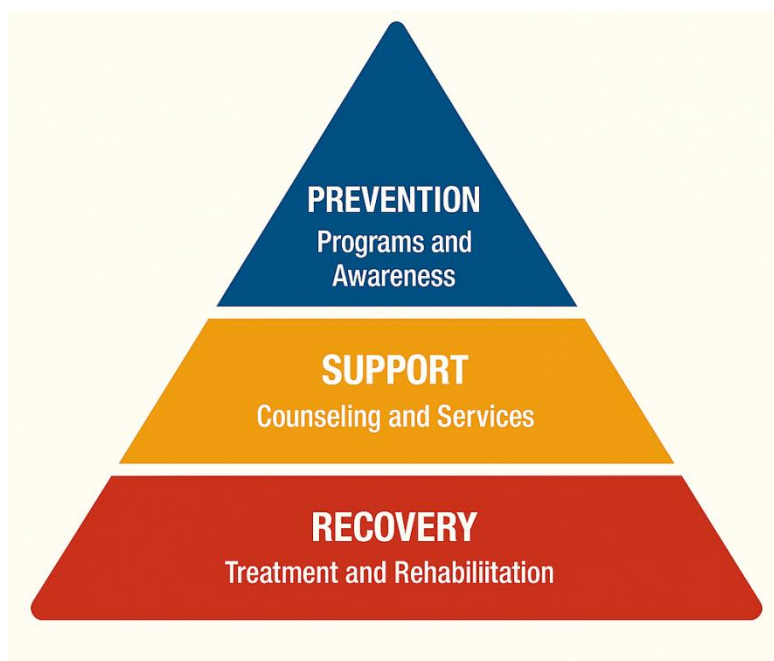 PREVENTION
Programs and
Awareness
SUPPORT
Counseling and Services
RECOVERY
Treatment and Rehabiliitation